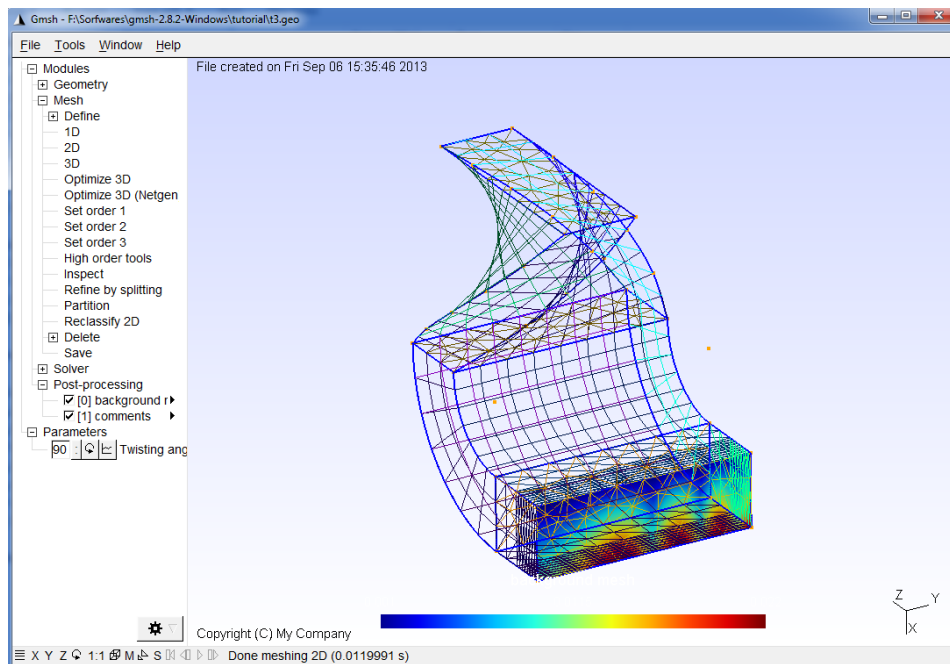 Gmsh - F:\Sorfwares\gmsh-2.8.2-Windows\tutorial\t3.geo
File Tools Window Help
Modules
Geometry
Mesh
Define
1D
2D
3D
Optimize 3D
Optimize 3D (Netgen
Set order 1
Set order 2
Set order 3
High order tools
Inspect
Refine by splitting
Partition
Reclassify 2D
Delete
Save
Solver
Post-processing
[0] background r
[1] comments
Parameters
90 Twisting ang
File created on Fri Sep 06 15:35:46 2013
mesh
Z Y
X
Copyright (C) My Company
X Y Z 1:1 M S Done meshing 2D (0.0119991 s)